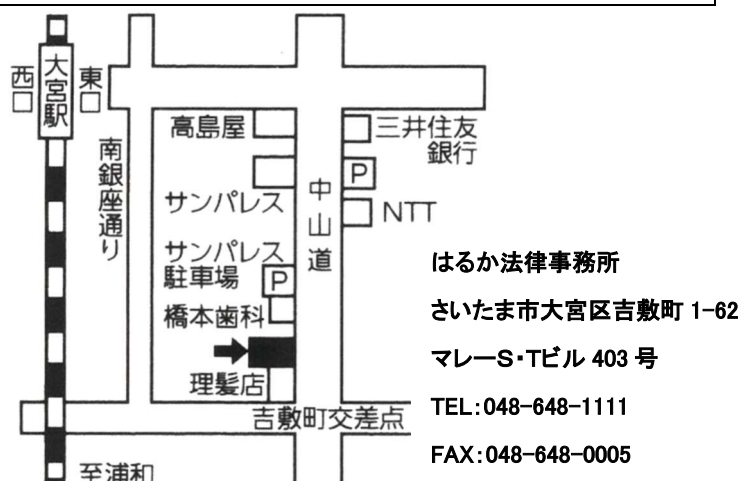 大宮駅
西口
東口
南銀座通り
高島屋
三井住友
銀行
P
サンパレス
NTT
中山道
サンパレス
駐車場
P
橋本歯科
理髪店
吉敷町交差点
至浦和
はるか法律事務所
さいたま市大宮区吉敷町 1-62
マレーS・Tビル 403 号
TEL：048-648-1111
FAX：048-648-0005